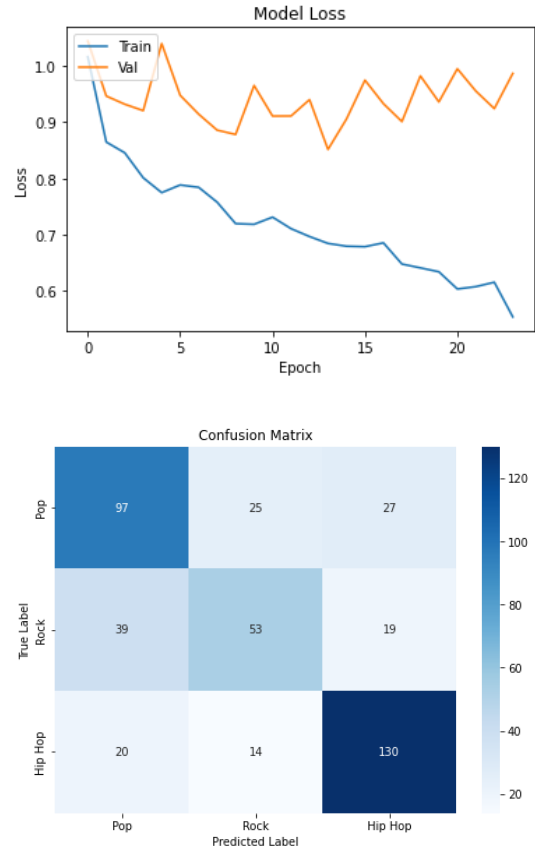 Model Loss
Train
Val
1.0
0.9
0.8
0.7
0.6
Loss
0 5 10 15 20
Epoch
Confusion Matrix
Pop 97 25 27
Rock 39 53 19
Hip Hop 20 14 130
True Label
Pop Rock Hip Hop
Predicted Label
120
100
80
60
40
20